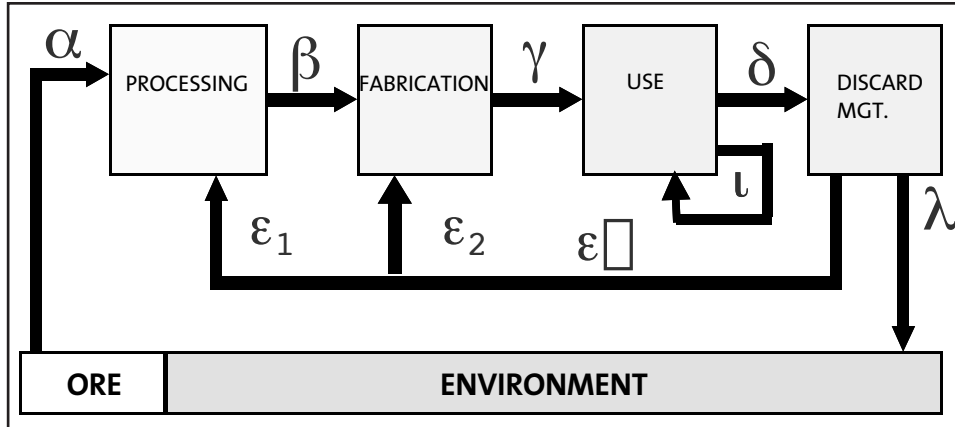 α
β
γ
δ
PROCESSING
FABRICATION
USE
DISCARD
MGT.
ι
λ
ε1
ε2
ε
ORE
ENVIRONMENT